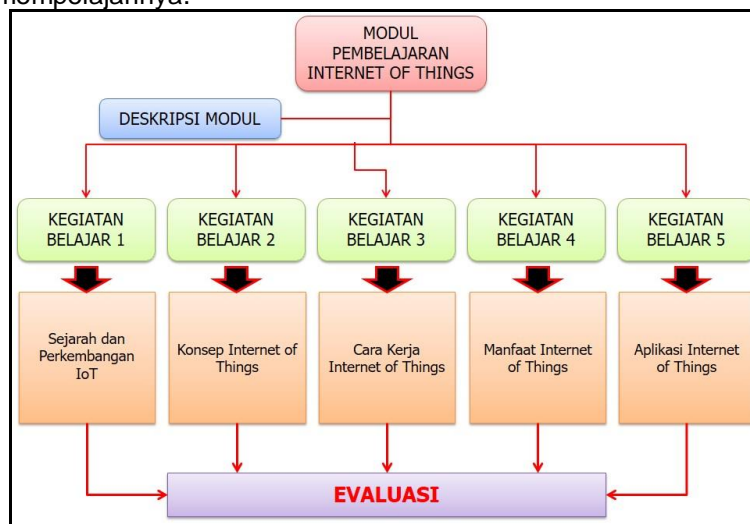 MODUL
PEMBELAJARAN
INTERNET OF THINGS
DESKRIPSI MODUL
KEGIATAN
BELAJAR 1
KEGIATAN
BELAJAR 2
KEGIATAN
BELAJAR 3
KEGIATAN
BELAJAR 4
KEGIATAN
BELAJAR 5
Sejarah dan
Perkembangan
IoT
Konsep Internet of
Things
Cara Kerja
Internet of Things
Manfaat Internet
of Things
Aplikasi Internet
of Things
EVALUASI